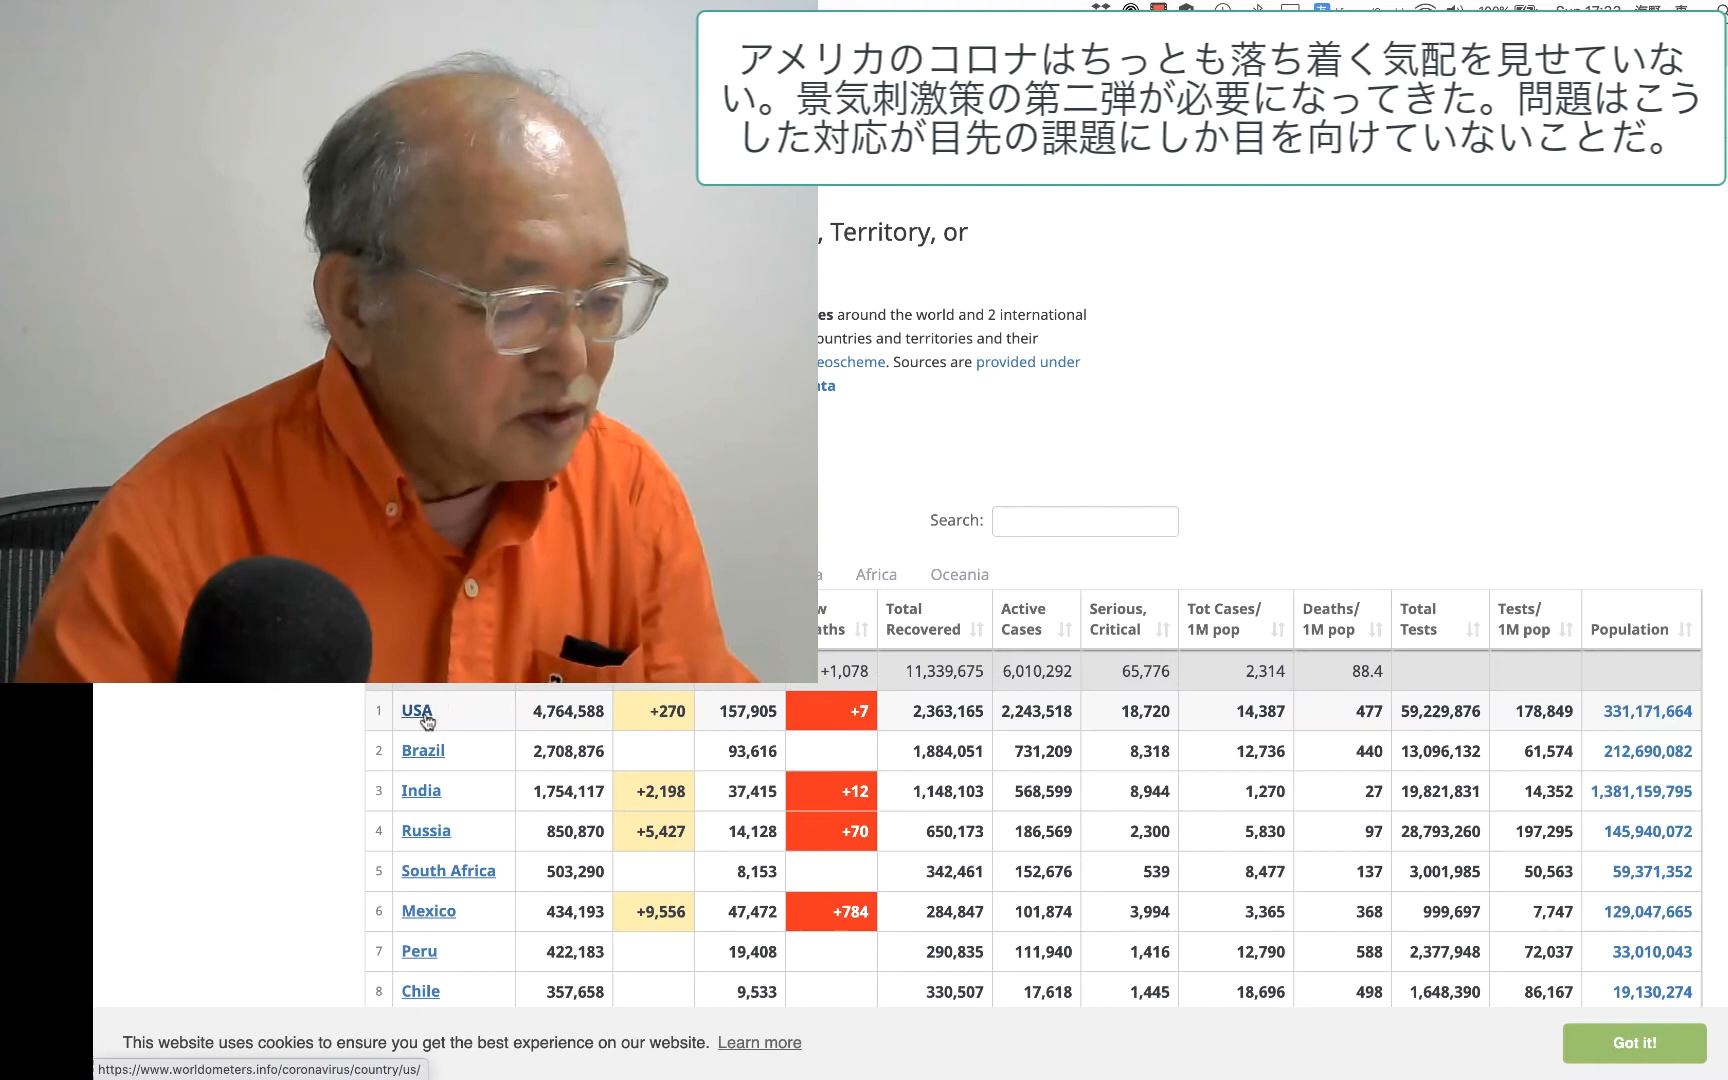 アメリカのコロナはちっとも落ち着く気配を見せていな
い。景気刺激策の第二弾が必要になってきた。問題はこう
した対応が目先の課題にしか目を向けていないことだ。
, Territory, or
es around the world and 2 international
ountries and territories and their
eoscheme. Sources are provided under
ata
Search:
a Africa Oceania
w Total Active Serious, Tot Cases/ Deaths/ Total Tests/
aths Recovered Cases Critical 1M pop 1M pop Tests 1M pop Population
+1,078 11,339,675 6,010,292 65,776 2,314 88.4
1 USA 4,764,588 +270 157,905 +7 2,363,165 2,243,518 18,720 14,387 477 59,229,876 178,849 331,171,664
2 Brazil 2,708,876 93,616 1,884,051 731,209 8,318 12,736 440 13,096,132 61,574 212,690,082
3 India 1,754,117 +2,198 37,415 +12 1,148,103 568,599 8,944 1,270 27 19,821,831 14,352 1,381,159,795
4 Russia 850,870 +5,427 14,128 +70 650,173 186,569 2,300 5,830 97 28,793,260 197,295 145,940,072
5 South Africa 503,290 8,153 342,461 152,676 539 8,477 137 3,001,985 50,563 59,371,352
6 Mexico 434,193 +9,556 47,472 +784 284,847 101,874 3,994 3,365 368 999,697 7,747 129,047,665
7 Peru 422,183 19,408 290,835 111,940 1,416 12,790 588 2,377,948 72,037 33,010,043
8 Chile 357,658 9,533 330,507 17,618 1,445 18,696 498 1,648,390 86,167 19,130,274
This website uses cookies to ensure you get the best experience on our website. Learn more Got it!
https://www.worldometers.info/coronavirus/country/us/